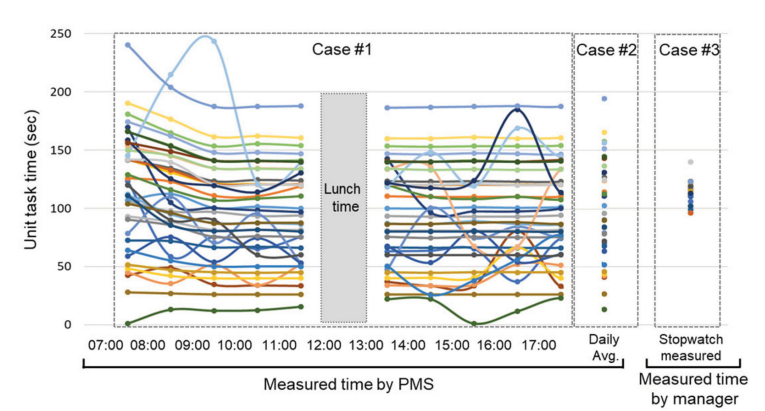 250
200
150
100
50
0
Unit task time (sec)
Case #1
Case #2
Case #3
Lunch
time
07:00 08:00 09:00 10:00 11:00 12:00 13:00 14:00 15:00 16:00 17:00
Daily
Avg.
Stopwatch
measured
Measured time by PMS
Measured time
by manager